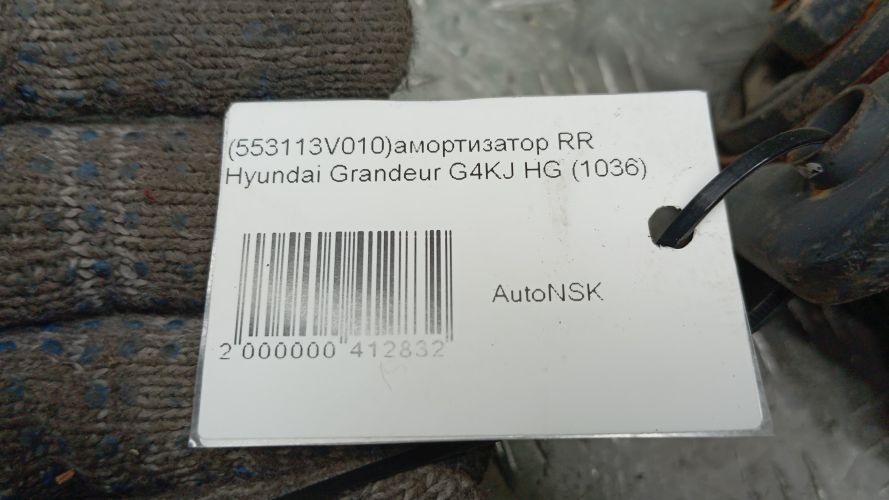 (553113V010)амортизатор RR
Hyundai Grandeur G4KJ HG (1036)
AutoNSK
2 000000 412832